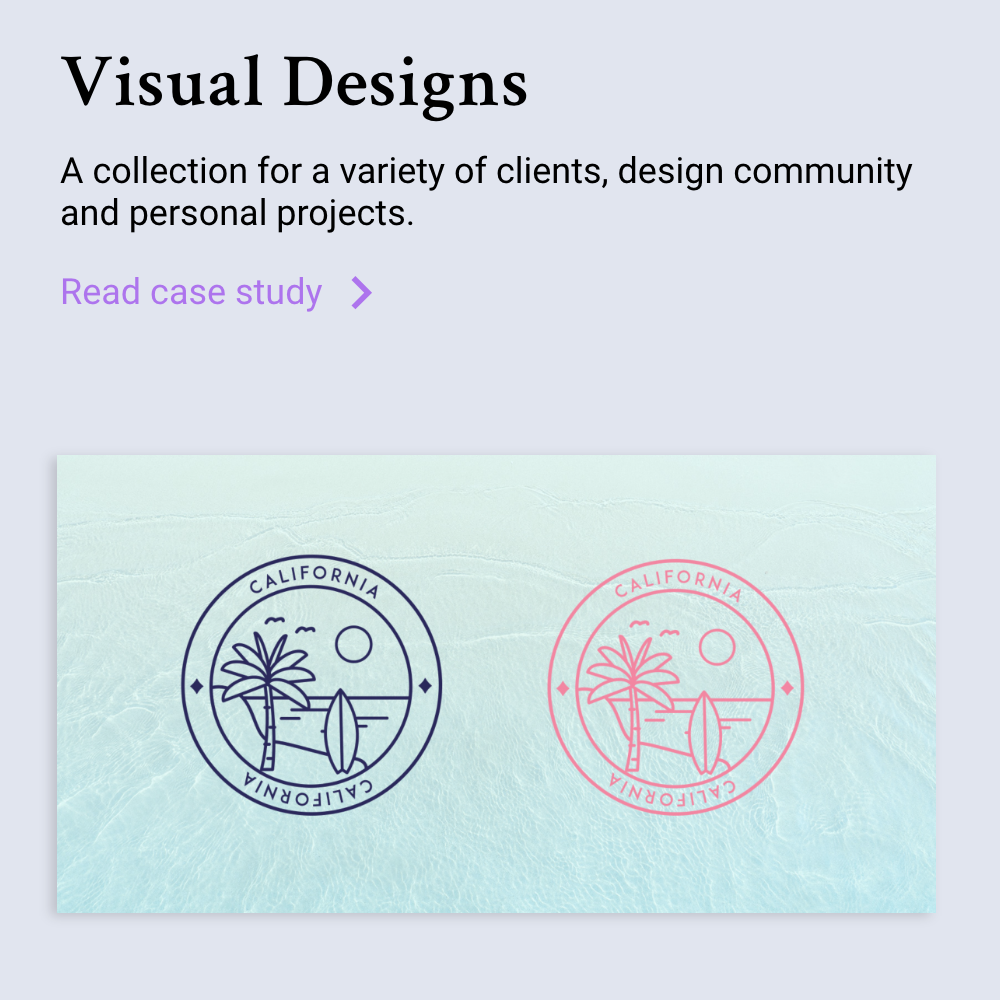 Visual Designs
A collection for a variety of clients, design community
and personal projects.
Read case study
CALIFORNIA
CALIFORNIA
CALIFORNIA
CALIFORNIA